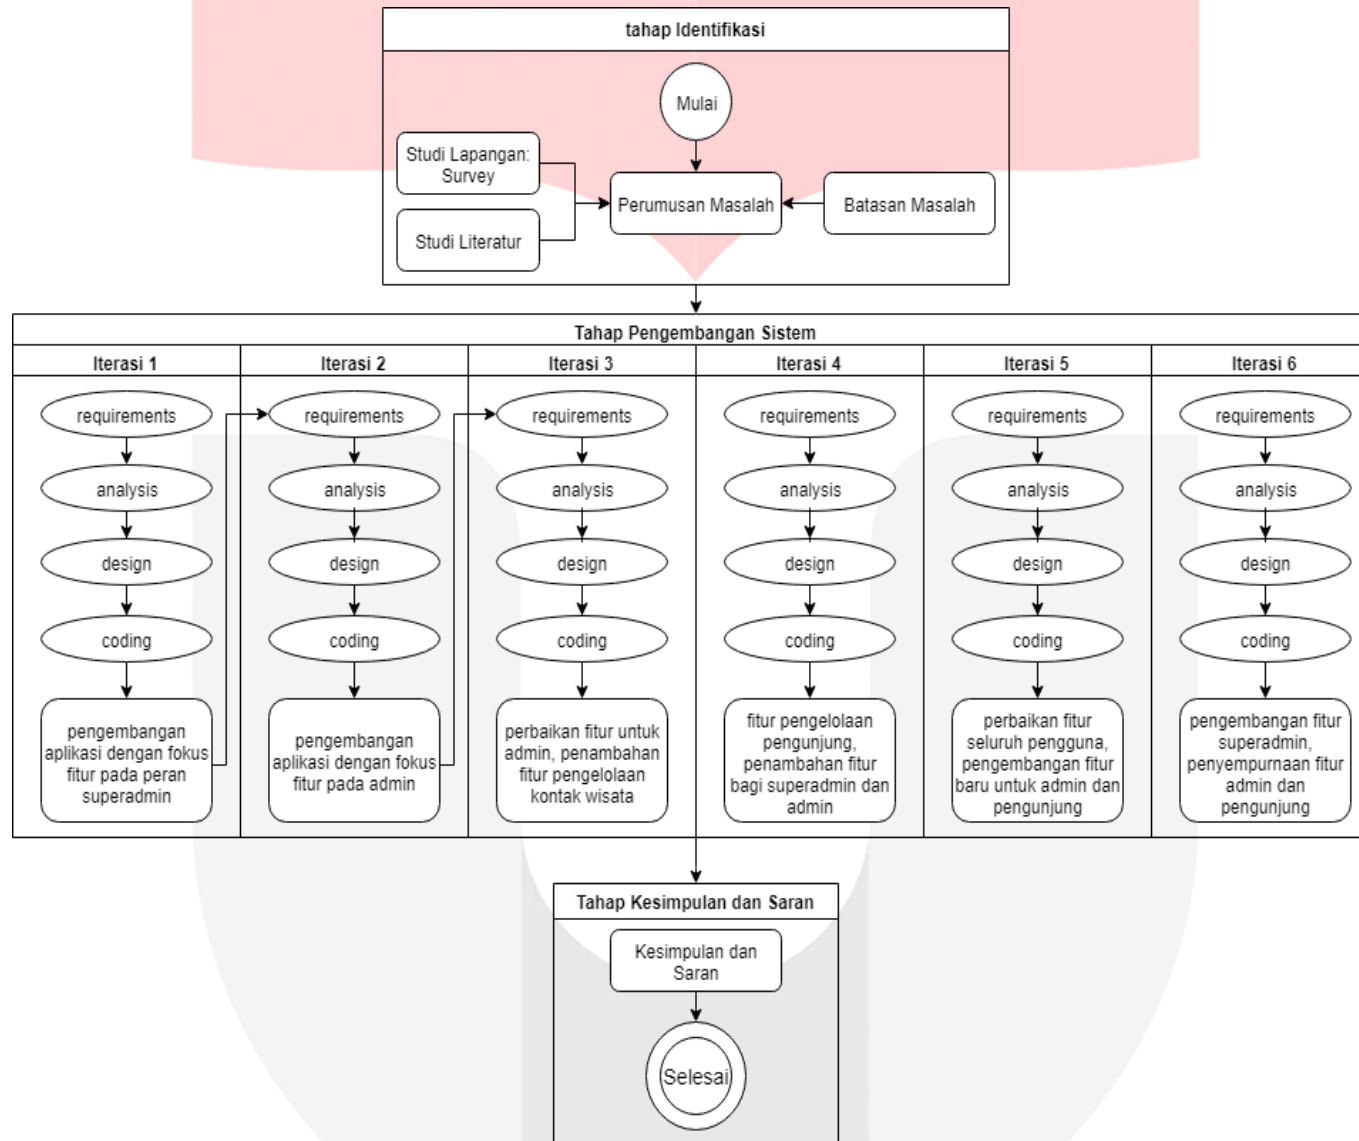 tahap Identifikasi
Mulai
Studi Lapangan:
Survey
Studi Literatur
Perumusan Masalah
Batasan Masalah
Tahap Pengembangan Sistem
Iterasi 1
requirements
analysis
design
coding
pengembangan
aplikasi dengan fokus
fitur pada peran
superadmin
Iterasi 2
requirements
analysis
design
coding
pengembangan
aplikasi dengan fokus
fitur pada admin
Iterasi 3
requirements
analysis
design
coding
perbaikan fitur untuk
admin, penambahan
fitur pengelolaan
kontak wisata
Iterasi 4
requirements
analysis
design
coding
fitur pengelolaan
pengunjung,
penambahan fitur
bagi superadmin dan
admin
Iterasi 5
requirements
analysis
design
coding
perbaikan fitur
seluruh pengguna,
pengembangan fitur
baru untuk admin dan
pengunjung
Iterasi 6
requirements
analysis
design
coding
pengembangan fitur
superadmin,
penyempurnaan fitur
admin dan
pengunjung
Tahap Kesimpulan dan Saran
Kesimpulan dan
Saran
Selesai